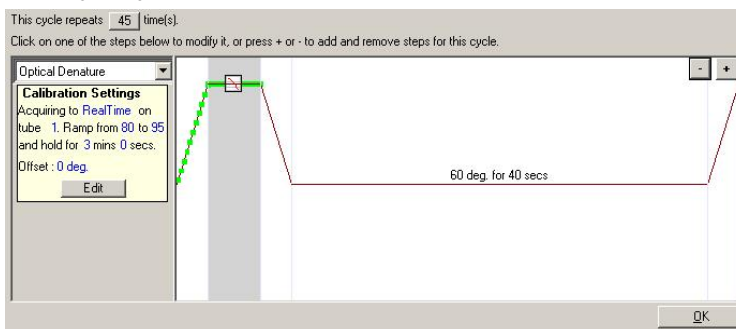 This cycle repeats 45 time(s).
Click on one of the steps below to modify it, or press + or - to add and remove steps for this cycle.
Optical Denature
- +
Calibration Settings
Acquiring to RealTime on
tube 1. Ramp from 80 to 95
and hold for 3 mins 0 secs.
Offset : 0 deg.
Edit
60 deg. for 40 secs
OK